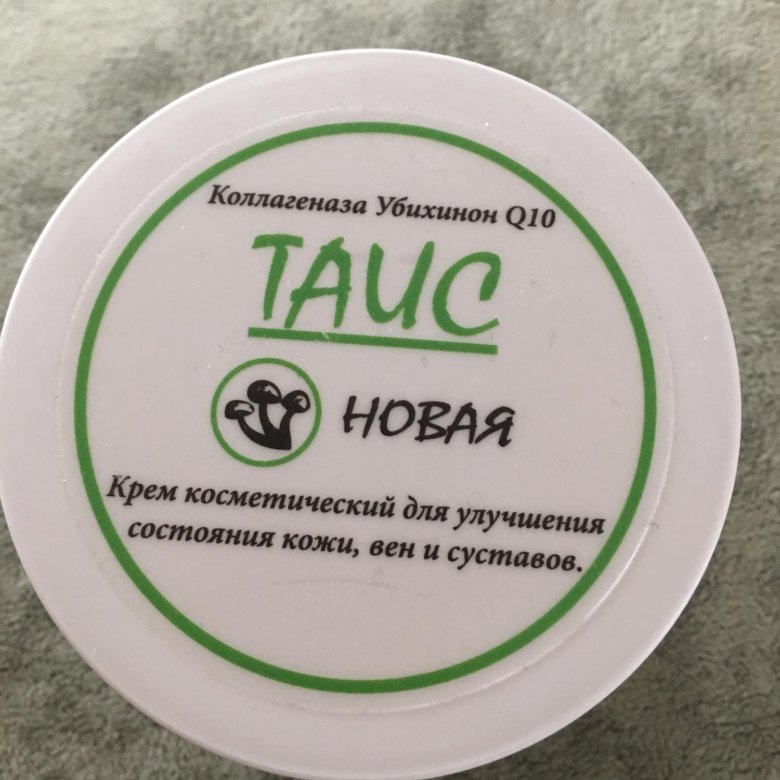 Коллагеназа Убихинон Q10
ТАИС
НОВАЯ
Крем косметический для улучшения
состояния кожи, вен и суставов.